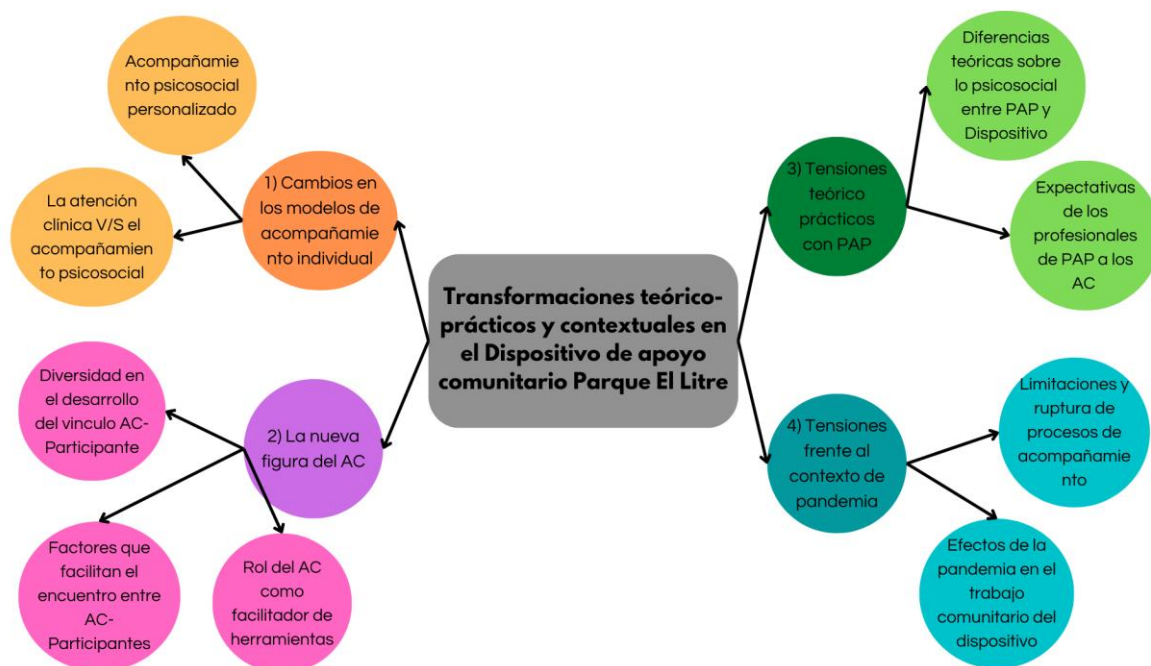 Transformaciones teórico-
prácticos y contextuales en
el Dispositivo de apoyo
comunitario Parque El Litre
1) Cambios en
los modelos de
acompañamie
nto individual
Acompañamie
nto psicosocial
personalizado
La atención
clínica V/S el
acompañamien
to psicosocial
2) La nueva
figura del AC
Diversidad en
el desarrollo
del vinculo AC-
Participante
Factores que
facilitan el
encuentro entre
AC-
Participantes
Rol del AC
como
facilitador de
herramientas
3) Tensiones
teórico
prácticos
con PAP
Diferencias
teóricas sobre
lo psicosocial
entre PAP y
Dispositivo
Expectativas
de los
profesionales
de PAP a los
AC
4) Tensiones
frente al
contexto de
pandemia
Limitaciones y
ruptura de
procesos de
acompañamie
nto
Efectos de la
pandemia en el
trabajo
comunitario del
dispositivo